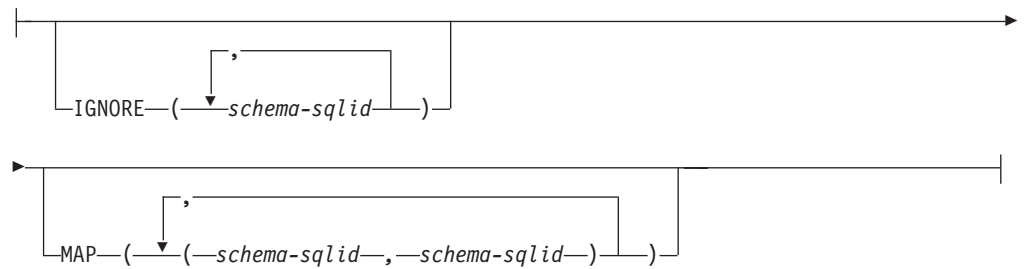 ,
IGNORE ( schema-sqlid )
,
MAP ( ( schema-sqlid , schema-sqlid ) )